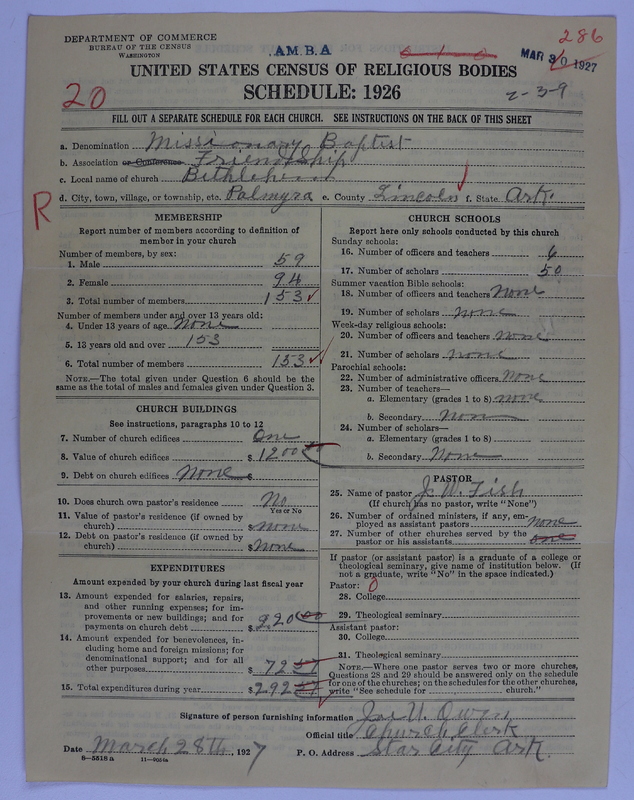 DEPARTMENT OF COMMERCE
BUREAU OF THE CENSUS
WASHINGTON
A.M.B.A
286
MAR 30 1927
UNITED STATES CENSUS OF RELIGIOUS BODIES
20
SCHEDULE: 1926
2-3-9
FILL OUT A SEPARATE SCHEDULE FOR EACH CHURCH. SEE INSTRUCTIONS ON THE BACK OF THIS SHEET
a. Denomination Missionary Baptist
b. Association or Conference Friendship
c. Local name of church Bethlehem
d. City, town, village, or township, etc. Palmyra e. County Lincoln f. State Ark.
R
MEMBERSHIP
Report number of members according to definition of
member in your church
Number of members, by sex:
1. Male 59
2. Female 94
3. Total number of members 153
Number of members under and over 13 years old:
4. Under 13 years of age None
5. 13 years old and over 153
6. Total number of members 153
NOTE.—The total given under Question 6 should be
the same as the total of males and females given under Question 3.
CHURCH BUILDINGS
See instructions, paragraphs 10 to 12
7. Number of church edifices One
8. Value of church edifices $ 1200
9. Debt on church edifices None $
10. Does church own pastor's residence No
Yes or No
11. Value of pastor's residence (if owned by
church) $ None
12. Debt on pastor's residence (if owned by
church) $ None
EXPENDITURES
Amount expended by your church during last fiscal year
13. Amount expended for salaries, repairs,
and other running expenses; for im-
provements or new buildings; and for
payments on church debt $ 220 00
14. Amount expended for benevolences, in-
cluding home and foreign missions; for
denominational support; and for all
other purposes $ 72
15. Total expenditures during year $ 292
CHURCH SCHOOLS
Report here only schools conducted by this church
Sunday schools:
16. Number of officers and teachers 6
17. Number of scholars 50
Summer vacation Bible schools:
18. Number of officers and teachers None
19. Number of scholars None
Week-day religious schools:
20. Number of officers and teachers None
21. Number of scholars None
Parochial schools:
22. Number of administrative officers None
23. Number of teachers—
a. Elementary (grades 1 to 8) None
b. Secondary None
24. Number of scholars—
a. Elementary (grades 1 to 8)
b. Secondary None
PASTOR
25. Name of pastor J. W. Fish
(If church has no pastor, write "None")
26. Number of ordained ministers, if any, em-
ployed as assistant pastors None
27. Number of other churches served by the
pastor or his assistants one
If pastor (or assistant pastor) is a graduate of a college or
theological seminary, give name of institution below. (If
not a graduate, write "No" in the space indicated.)
Pastor: 0
28. College
29. Theological seminary
Assistant pastor:
30. College
31. Theological seminary
NOTE.—Where one pastor serves two or more churches,
Questions 28 and 29 should be answered only on the schedule
for one of the churches; on the schedules for the other churches,
write "See schedule for church."
Signature of person furnishing information Owen
Official title Church Clerk
Date March 28th, 1927 P. O. Address Star City Ark.
8—5518 a